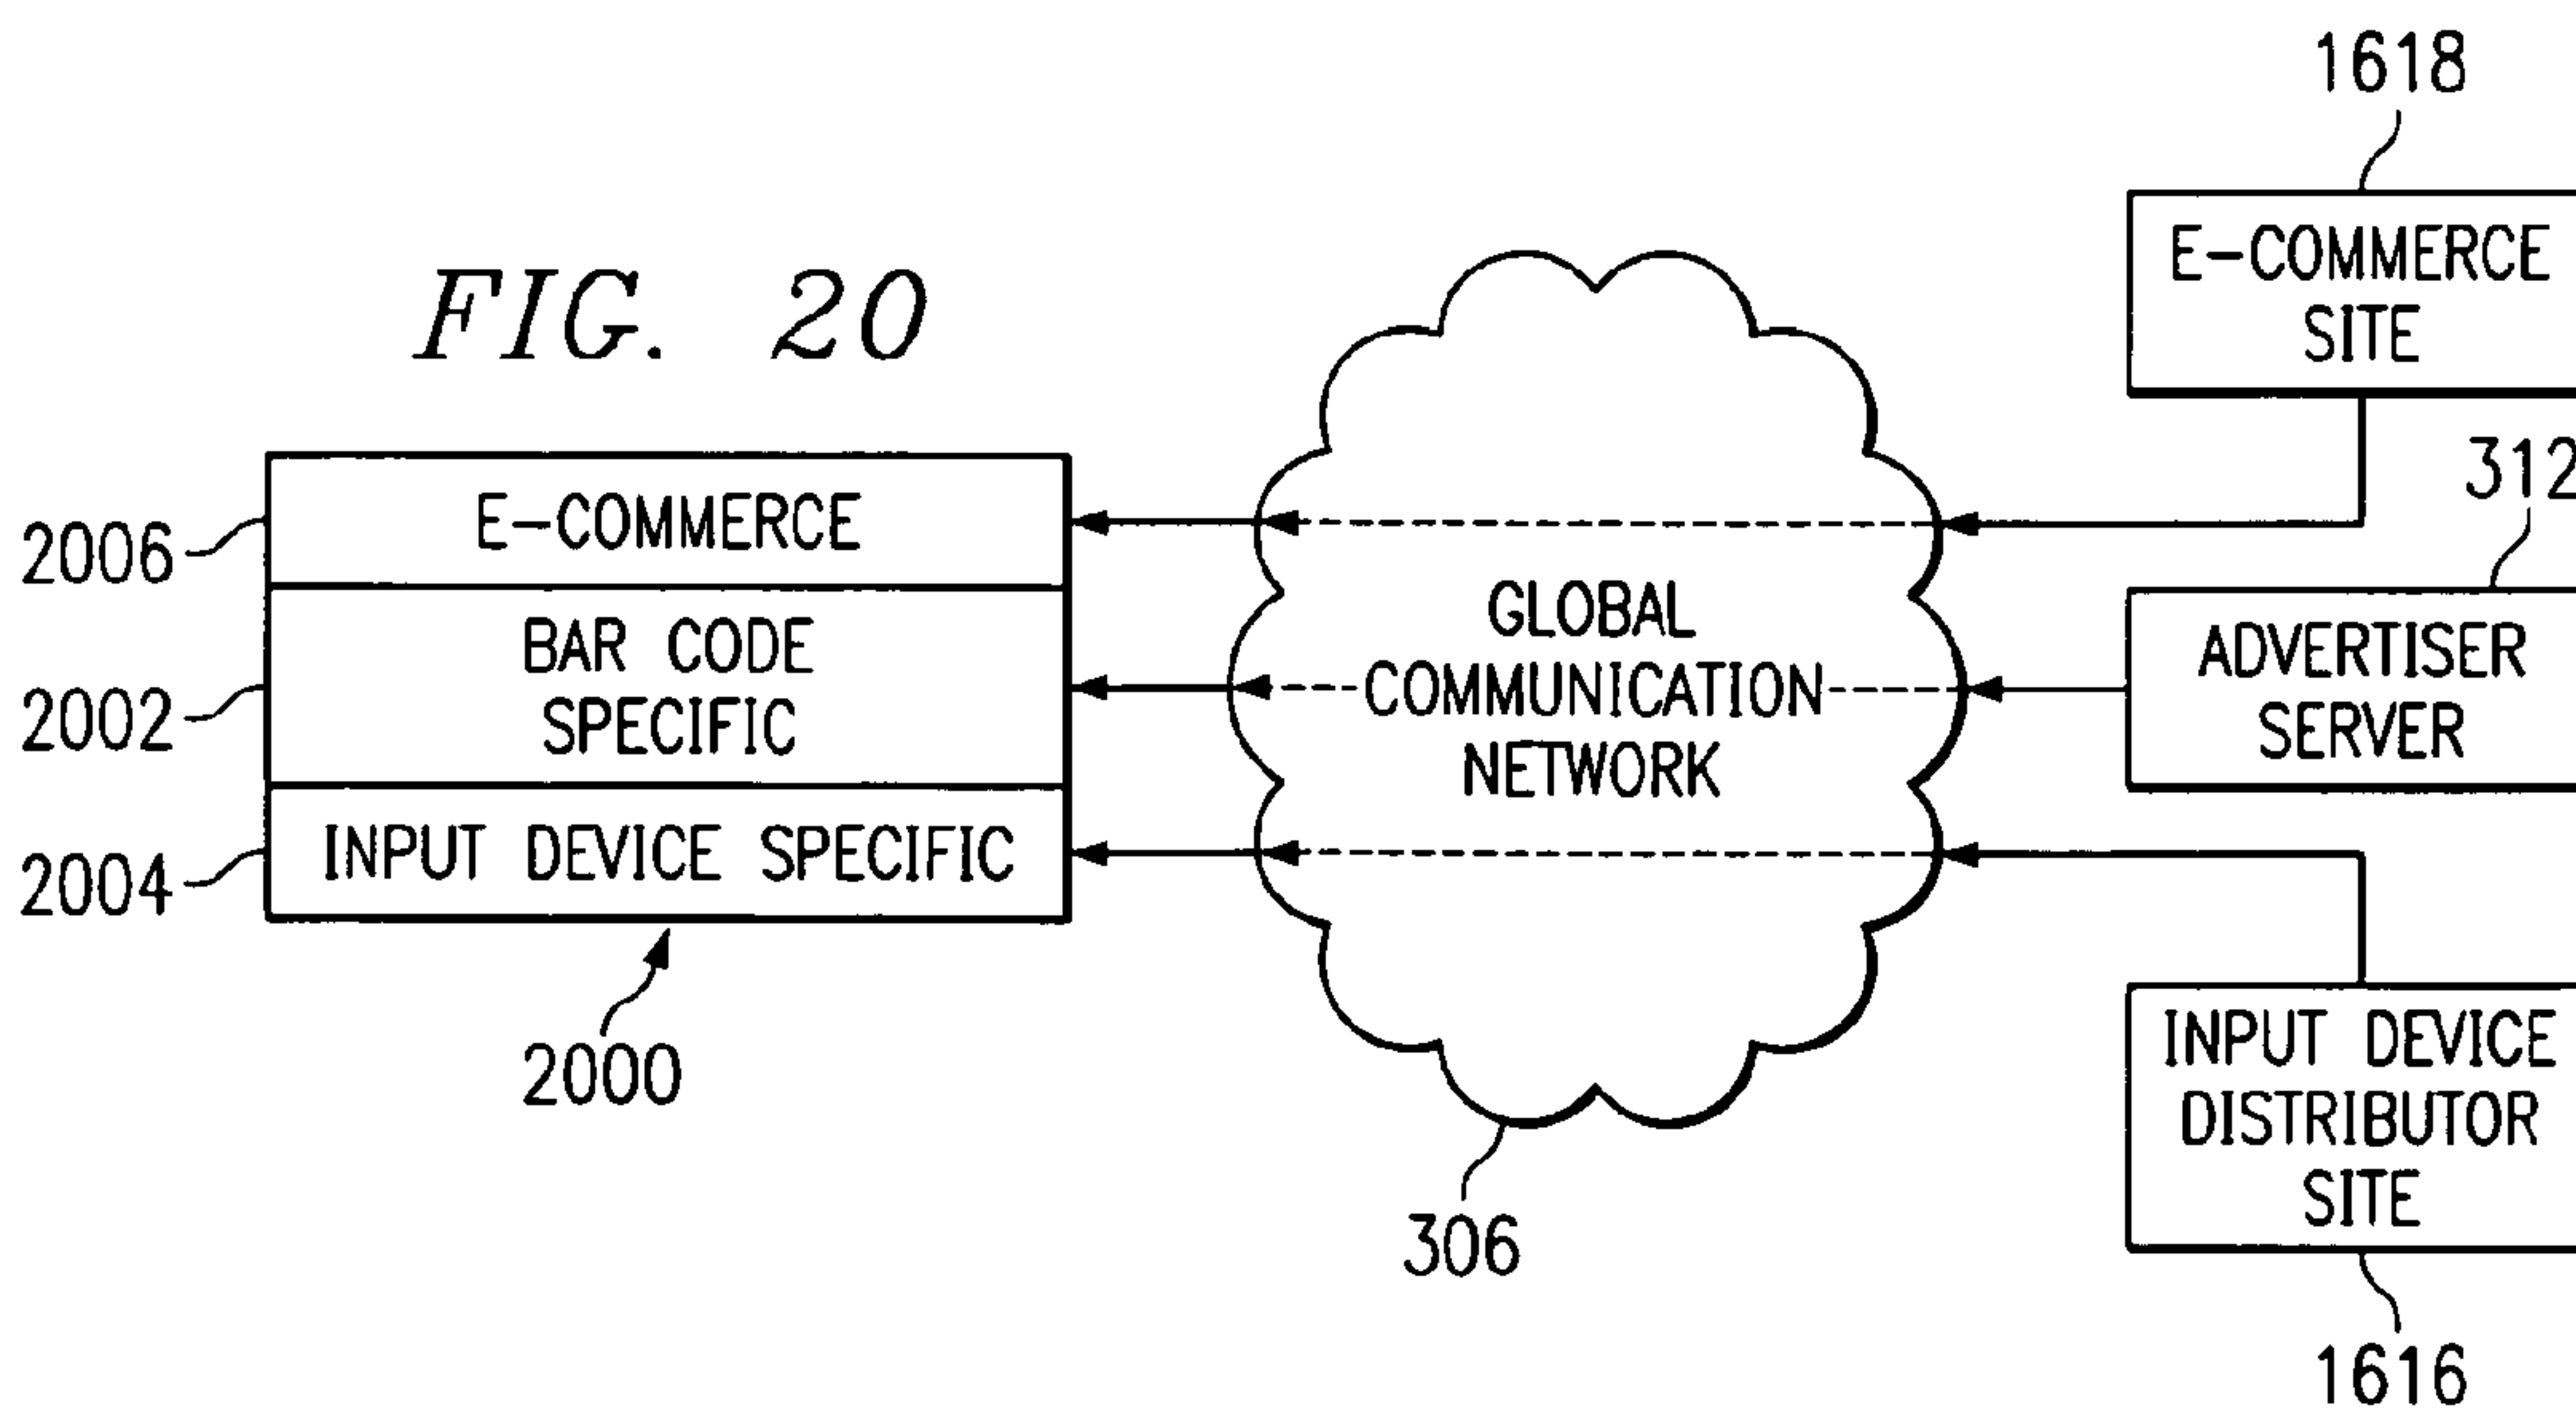 FIG. 20
1618
E-COMMERCE
SITE
312
E-COMMERCE
2006
BAR CODE
SPECIFIC
2002
INPUT DEVICE SPECIFIC
2004
2000
GLOBAL
COMMUNICATION
NETWORK
306
ADVERTISER
SERVER
INPUT DEVICE
DISTRIBUTOR
SITE
1616